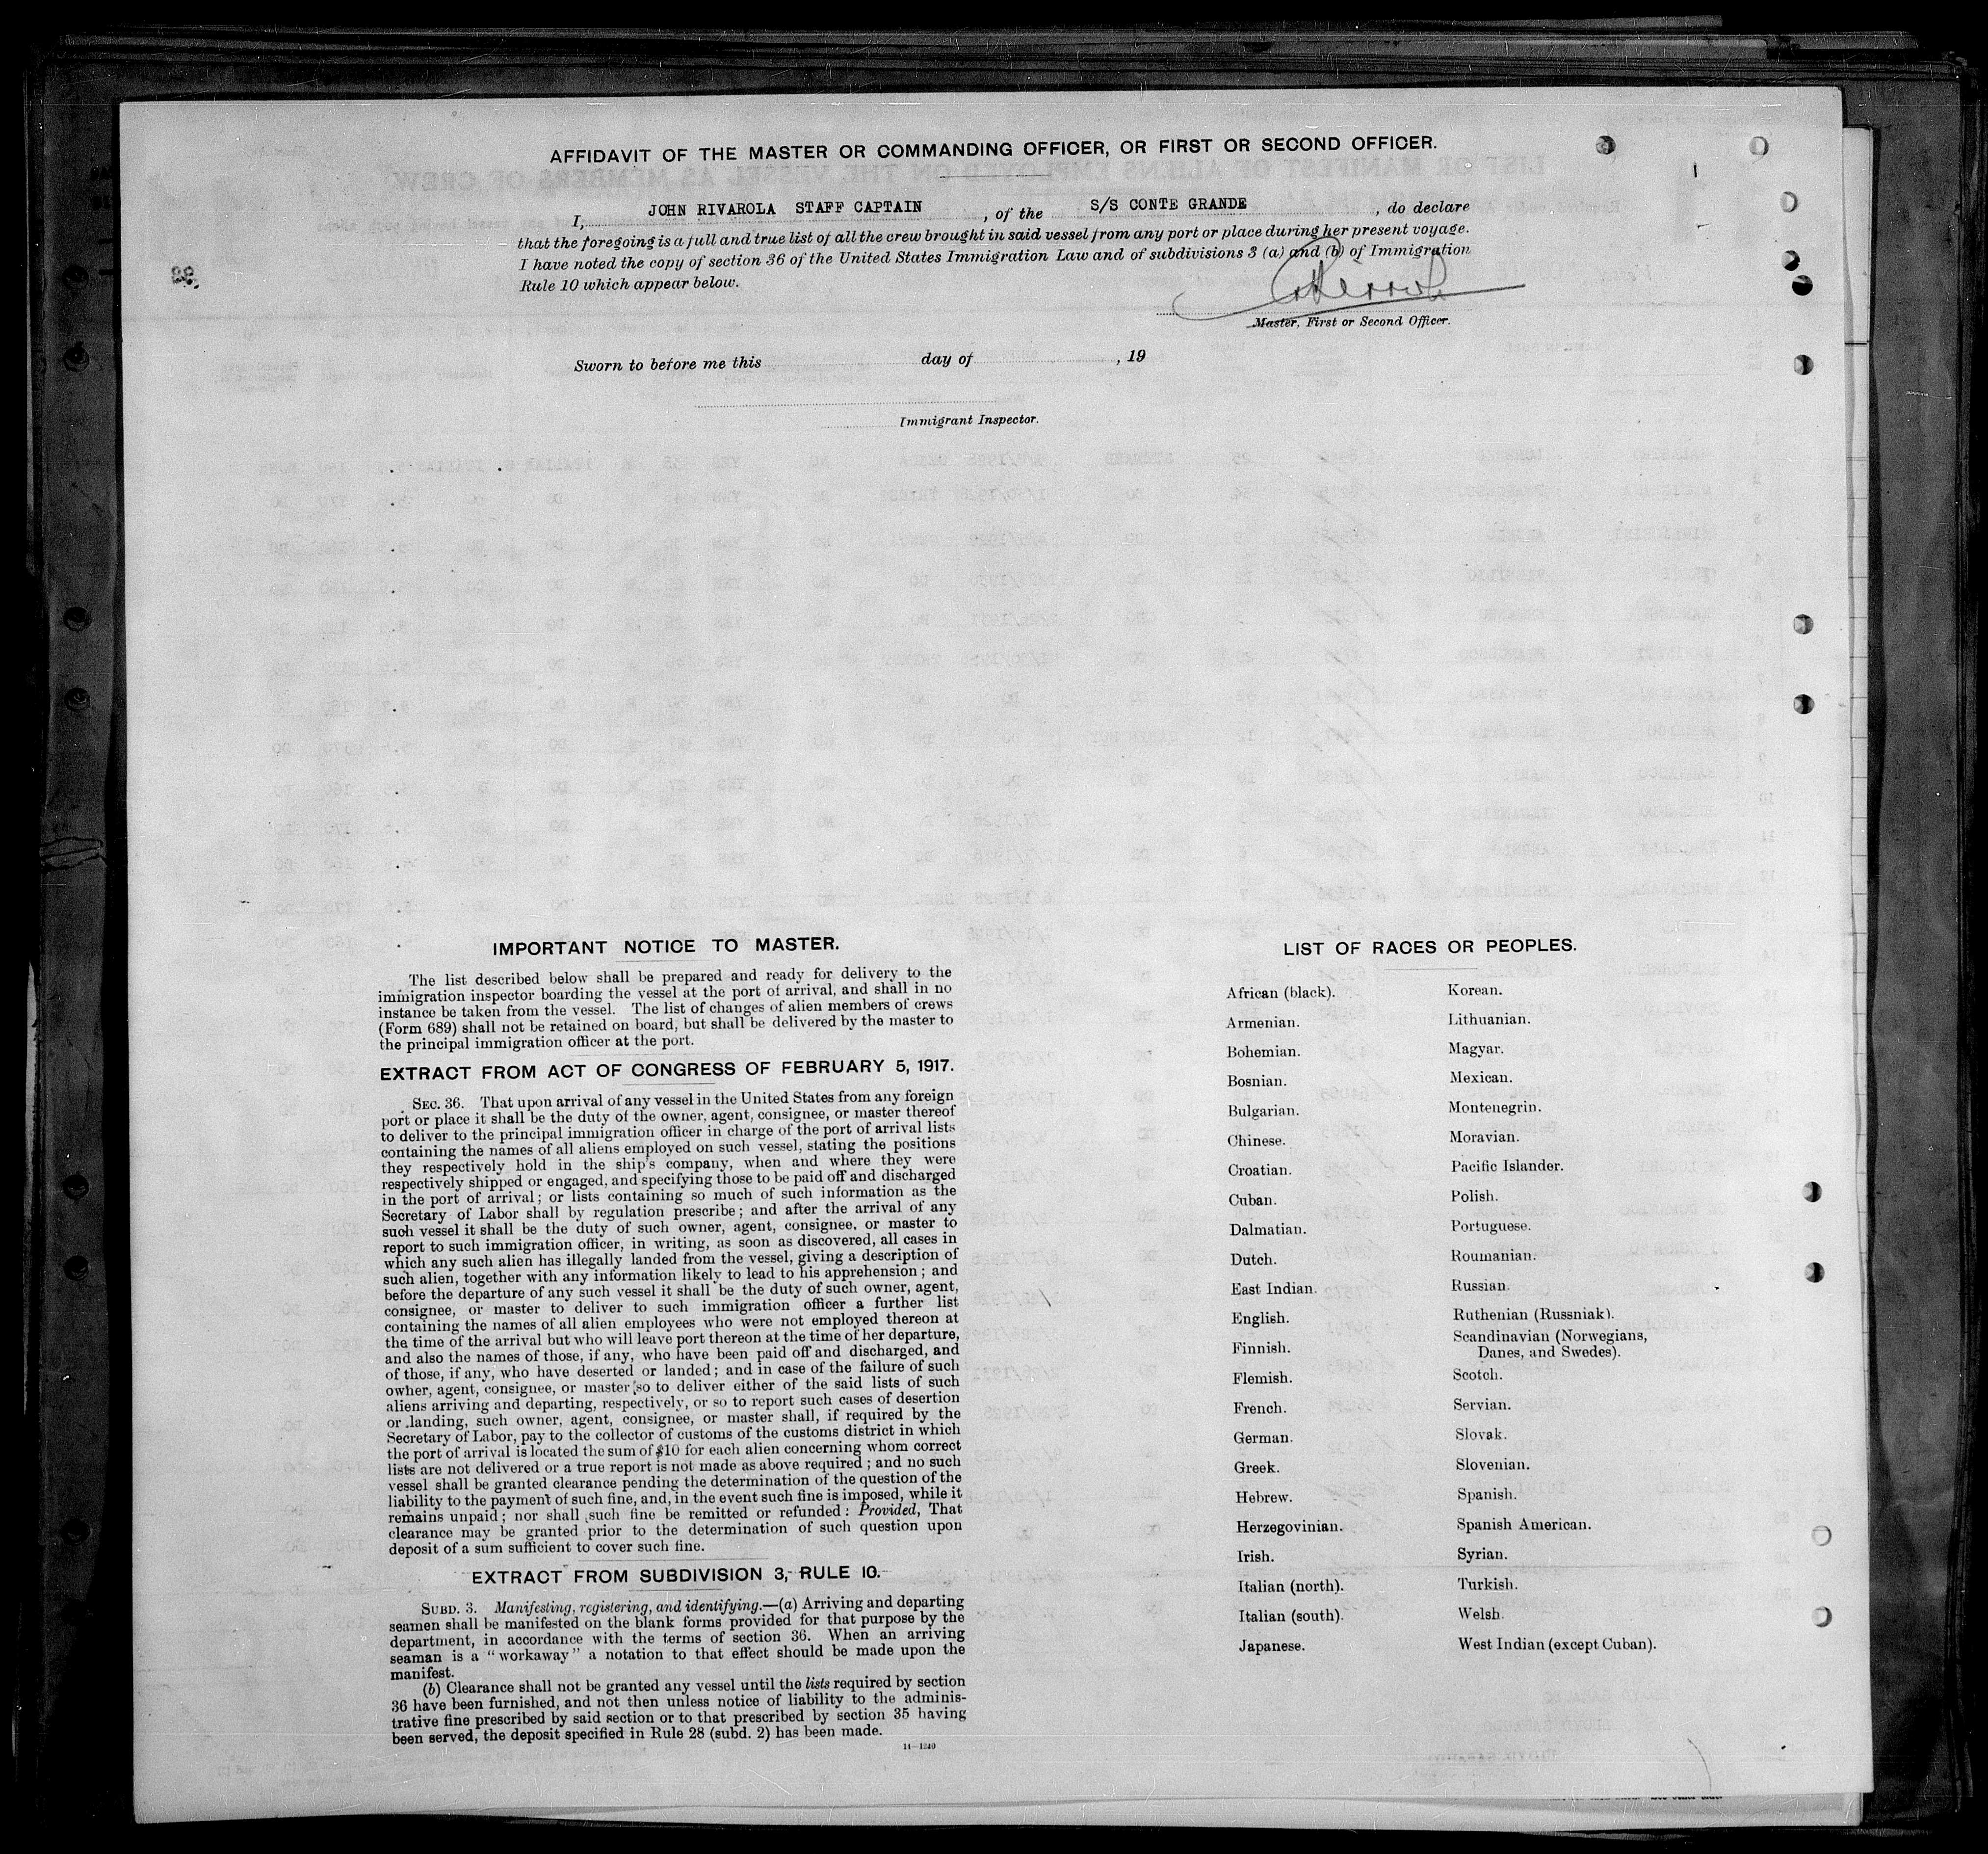 AFFIDAVIT OF THE MASTER OR COMMANDING OFFICER, OR FIRST OR SECOND OFFICER.
I, JOHN RIVAROLA STAFF CAPTAIN, of the S/S CONTE GRANDE, do declare
that the foregoing is a full and true list of all the crew brought in said vessel from any port or place during her present voyage.
I have noted the copy of section 36 of the United States Immigration Law and of subdivisions 3 (a) and (b) of Immigration
Rule 10 which appear below.
Master, First or Second Officer.
Sworn to before me this day of , 19
Immigrant Inspector.
IMPORTANT NOTICE TO MASTER.
The list described below shall be prepared and ready for delivery to the
immigration inspector boarding the vessel at the port of arrival, and shall in no
instance be taken from the vessel. The list of changes of alien members of crews
(Form 689) shall not be retained on board, but shall be delivered by the master to
the principal immigration officer at the port.
EXTRACT FROM ACT OF CONGRESS OF FEBRUARY 5, 1917.
SEC. 36. That upon arrival of any vessel in the United States from any foreign
port or place it shall be the duty of the owner, agent, consignee, or master thereof
to deliver to the principal immigration officer in charge of the port of arrival lists
containing the names of all aliens employed on such vessel, stating the positions
they respectively hold in the ship's company, when and where they were
respectively shipped or engaged, and specifying those to be paid off and discharged
in the port of arrival; or lists containing so much of such information as the
Secretary of Labor shall by regulation prescribe; and after the arrival of any
such vessel it shall be the duty of such owner, agent, consignee, or master to
report to such immigration officer, in writing, as soon as discovered, all cases in
which any such alien has illegally landed from the vessel, giving a description of
such alien, together with any information likely to lead to his apprehension; and
before the departure of any such vessel it shall be the duty of such owner, agent,
consignee, or master to deliver to such immigration officer a further list
containing the names of all alien employees who were not employed thereon at
the time of the arrival but who will leave port thereon at the time of her departure,
and also the names of those, if any, who have been paid off and discharged, and
of those, if any, who have deserted or landed; and in case of the failure of such
owher, agent, consignee, or master so to deliver either of the said lists of such
aliens arriving and departing, respectively, or so to report such cases of desertion
or landing, such owner, agent, consignee, or master shall, if required by the
Secretary of Labor, pay to the collector of customs of the customs district in which
the port of arrival is located the sum of $10 for each alien concerning whom correct
lists are not delivered or a true report is not made as above required; and no such
vessel shall be granted clearance pending the determination of the question of the
liability to the payment of such fine, and, in the event such fine is imposed, while it
remains unpaid; nor shall such fine be remitted or refunded: Provided, That
clearance may be granted prior to the determination of such question upon
deposit of a sum sufficient to cover such fine.
EXTRACT FROM SUBDIVISION 3, RULE 10.
SUBD. 3. Manifesting, registering, and identifying.—(a) Arriving and departing
seamen shall be manifested on the blank forms provided for that purpose by the
department, in accordance with the terms of section 36. When an arriving
seaman is a "workaway" a notation to that effect should be made upon the
manifest.
(b) Clearance shall not be granted any vessel until the lists required by section
36 have been furnished, and not then unless notice of liability to the adminis-
trative fine prescribed by said section or to that prescribed by section 35 having
been served, the deposit specified in Rule 28 (subd. 2) has been made.
14—1240
LIST OF RACES OR PEOPLES.
African (black).
Armenian.
Bohemian.
Bosnian.
Bulgarian.
Chinese.
Croatian.
Cuban.
Dalmatian.
Dutch.
East Indian.
English.
Finnish.
Flemish.
French.
German.
Greek.
Hebrew.
Herzegovinian.
Irish.
Italian (north).
Italian (south).
Japanese.
Korean.
Lithuanian.
Magyar.
Mexican.
Montenegrin.
Moravian.
Pacific Islander.
Polish.
Portuguese.
Roumanian.
Russian.
Ruthenian (Russniak).
Scandinavian (Norwegians,
Danes, and Swedes).
Scotch.
Servian.
Slovak.
Slovenian.
Spanish.
Spanish American.
Syrian.
Turkish.
Welsh.
West Indian (except Cuban).